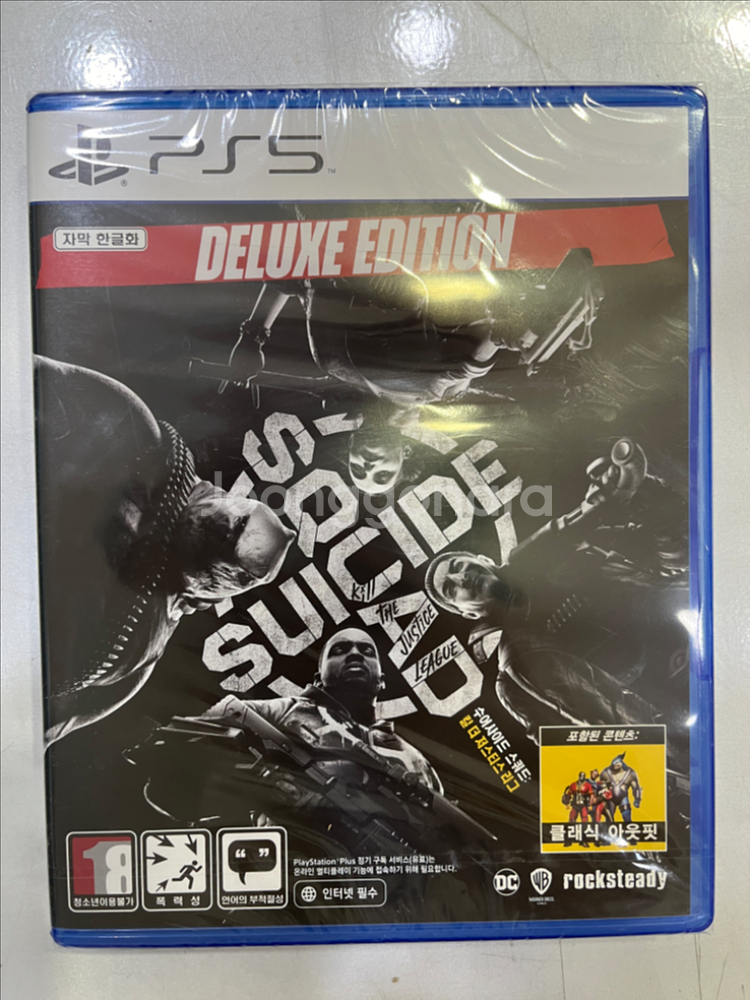 PS5
자막 한글화
DELUXE EDITION
SUICIDE
SQUAD
Kill
THE
JUSTICE
LEAGUE
수어사이드 스쿼드:
킬 더 저스티스 리그
Joonggonara
포함된 콘텐츠:
클래식 아웃핏
18
청소년이용불가
폭력성
언어의 부적절성
PlayStation®Plus 정기 구독 서비스(유료)는
온라인 멀티플레이 기능에 접속하기 위해 필요합니다.
인터넷 필수
DC
WB
WARNER BROS.
GAMES
rocksteady